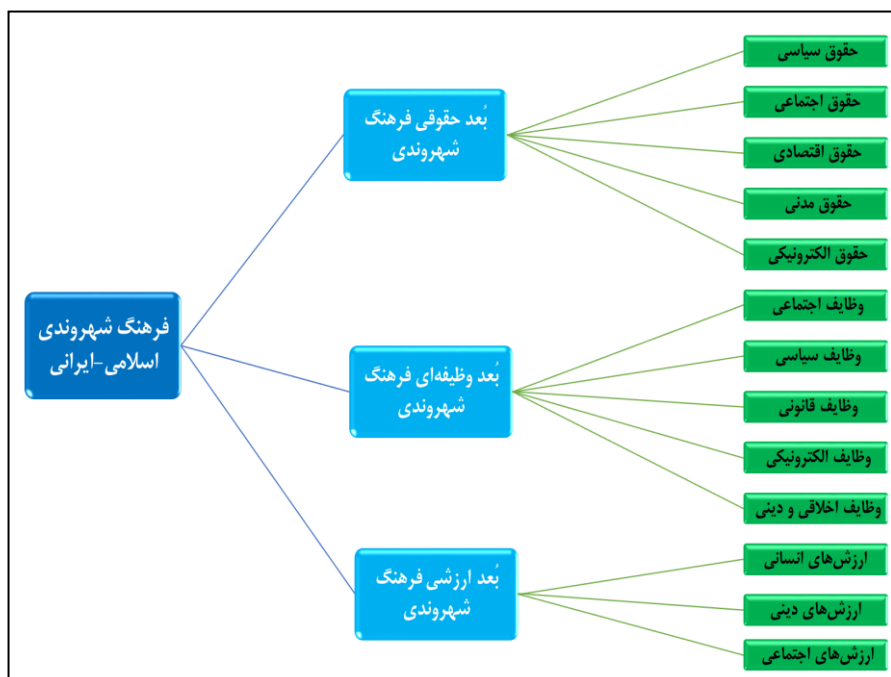 فرهنگ شهروندی
اسلامی-ایرانی
بُعد حقوقی فرهنگ
شهروندی
حقوق سیاسی
حقوق اجتماعی
حقوق اقتصادی
حقوق مدنی
حقوق الکترونیکی
بُعد وظیفه‌ای فرهنگ
شهروندی
وظایف اجتماعی
وظایف سیاسی
وظایف قانونی
وظایف الکترونیکی
وظایف اخلاقی و دینی
بُعد ارزشی فرهنگ
شهروندی
ارزش‌های انسانی
ارزش‌های دینی
ارزش‌های اجتماعی